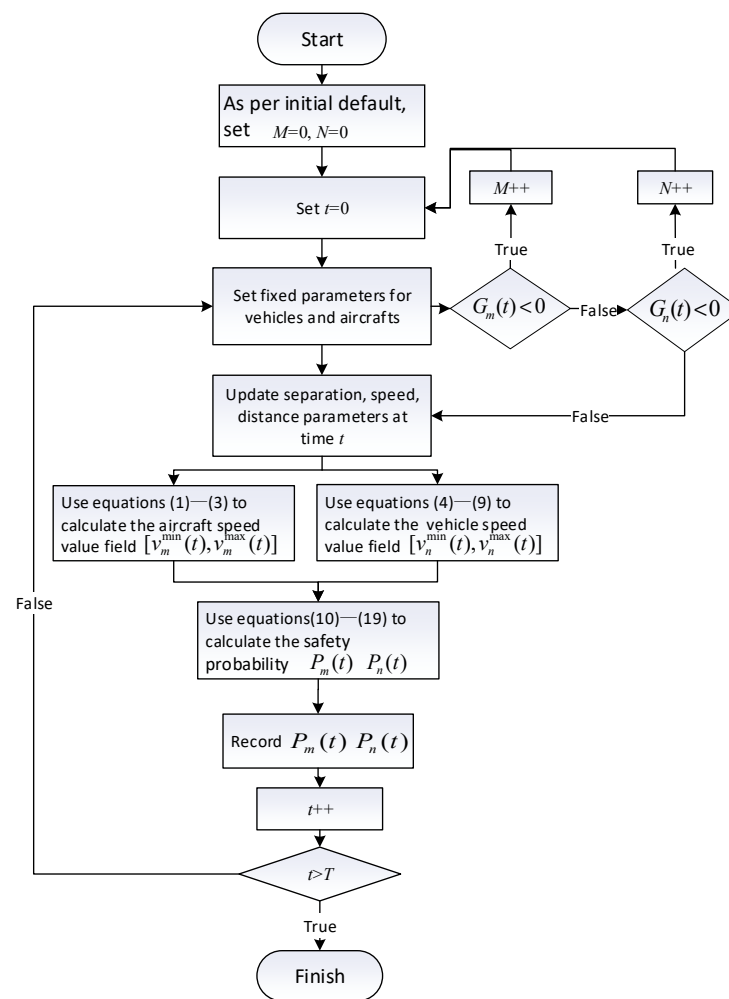 Start
As per initial default,
set M=0, N=0
Set t=0
M++
N++
True
True
Set fixed parameters for
vehicles and aircrafts
G_m(t)<0
False
G_n(t)<0
Update separation, speed,
distance parameters at
time t
False
Use equations (1)—(3) to
calculate the aircraft speed
value field [v_m^min(t), v_m^max(t)]
Use equations (4)—(9) to
calculate the vehicle speed
value field [v_n^min(t), v_n^max(t)]
False
Use equations(10)—(19) to
calculate the safety
probability P_m(t) P_n(t)
Record P_m(t) P_n(t)
t++
t>T
True
Finish